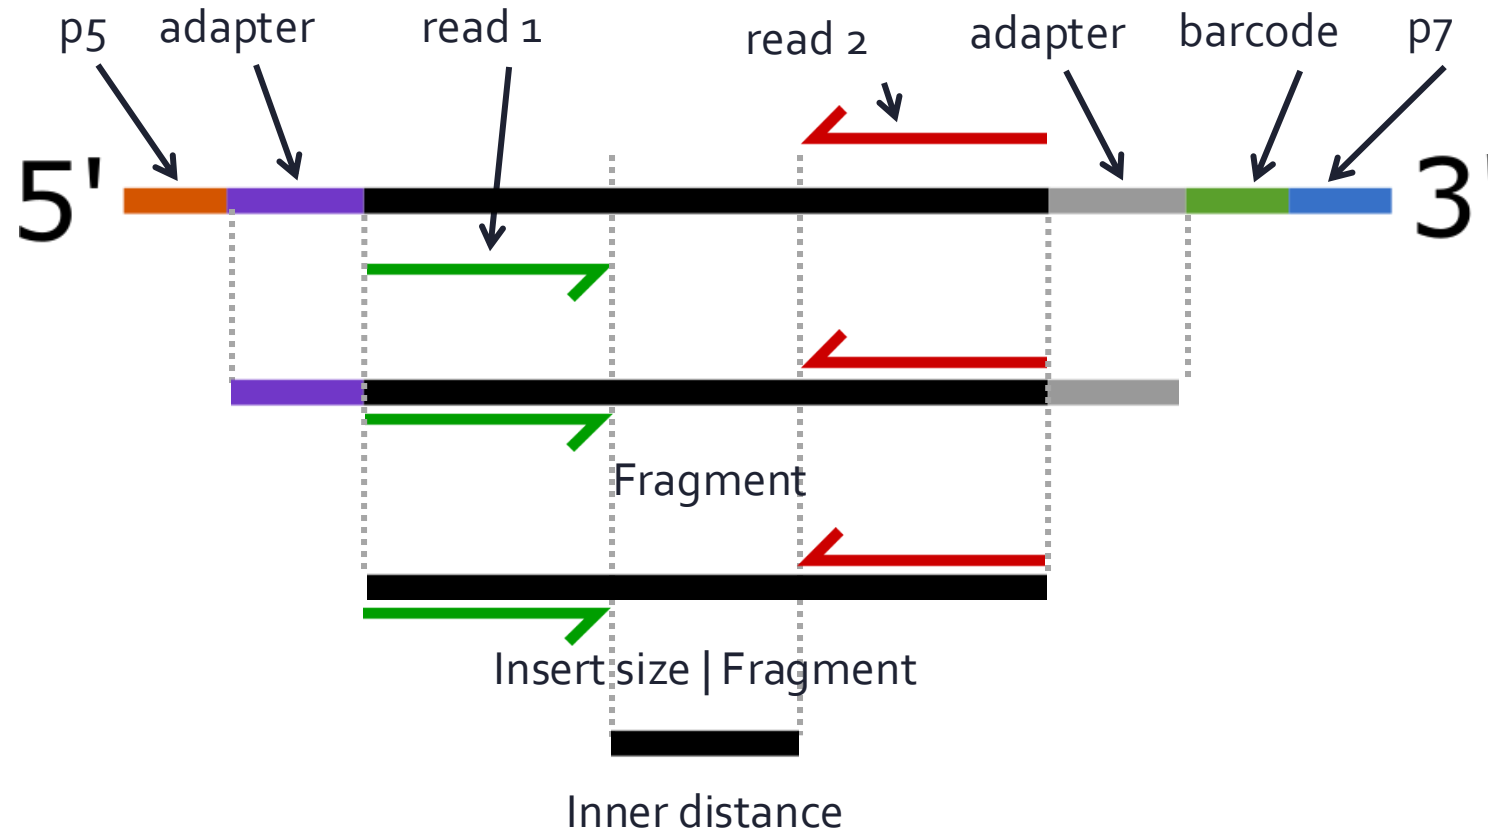 p5 adapter read 1 read 2 adapter barcode p7
5' 3'
Fragment
Insert size | Fragment
Inner distance